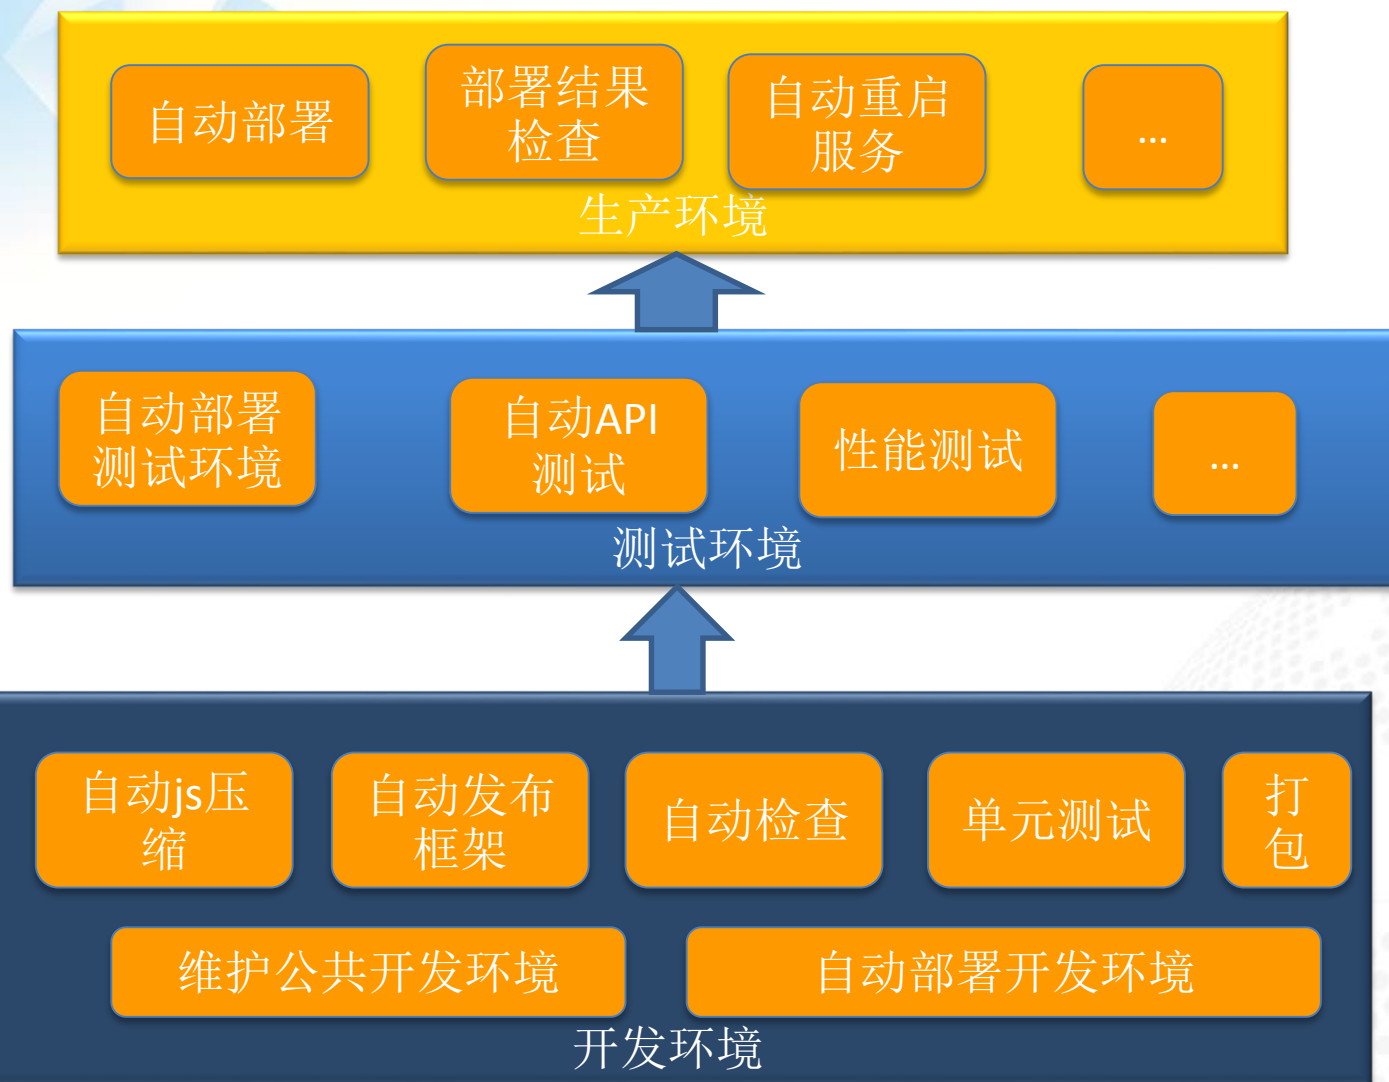 自动部署
部署结果
检查
自动重启
服务
...
生产环境
自动部署
测试环境
自动API
测试
性能测试
...
测试环境
自动js压
缩
自动发布
框架
自动检查
单元测试
打
包
维护公共开发环境
自动部署开发环境
开发环境